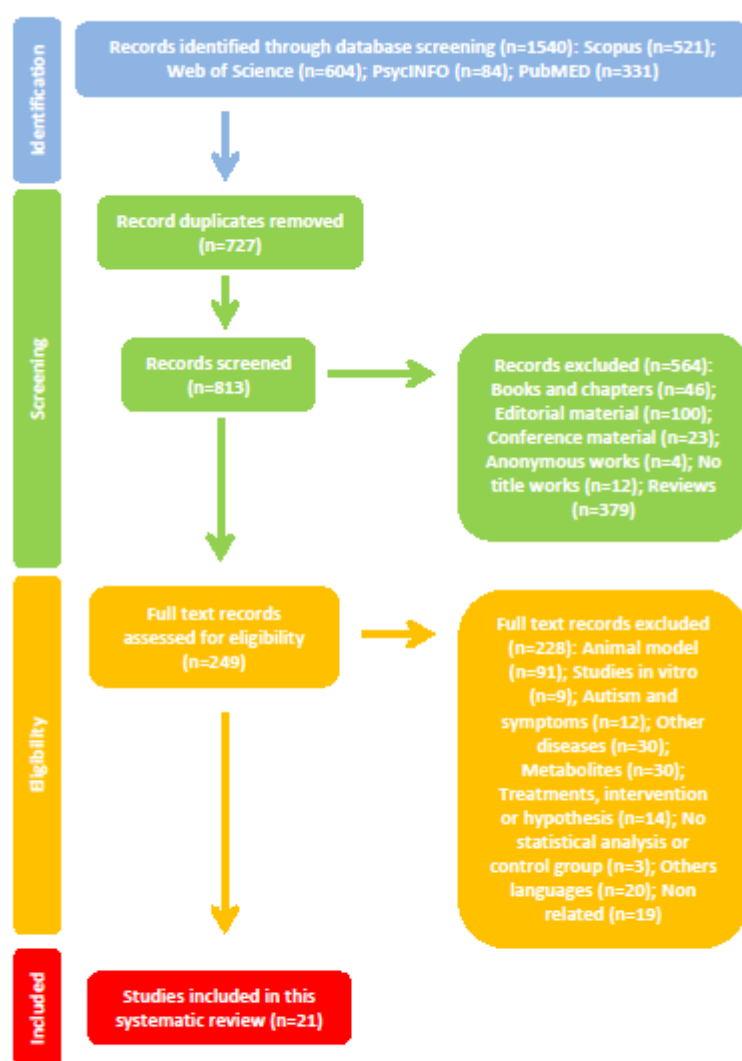 Identification
Records identified through database screening (n=1540): Scopus (n=521);
Web of Science (n=604); PsycINFO (n=84); PubMED (n=331)
Screening
Record duplicates removed
(n=727)
Records screened
(n=813)
Records excluded (n=564):
Books and chapters (n=46);
Editorial material (n=100);
Conference material (n=23);
Anonymous works (n=4); No
title works (n=12); Reviews
(n=379)
Eligibility
Full text records
assessed for eligibility
(n=249)
Full text records excluded
(n=228): Animal model
(n=91); Studies in vitro
(n=9); Autism and
symptoms (n=12); Other
diseases (n=30);
Metabolites (n=30);
Treatments, intervention
or hypothesis (n=14); No
statistical analysis or
control group (n=3); Others
languages (n=20); Non
related (n=19)
Included
Studies included in this
systematic review (n=21)